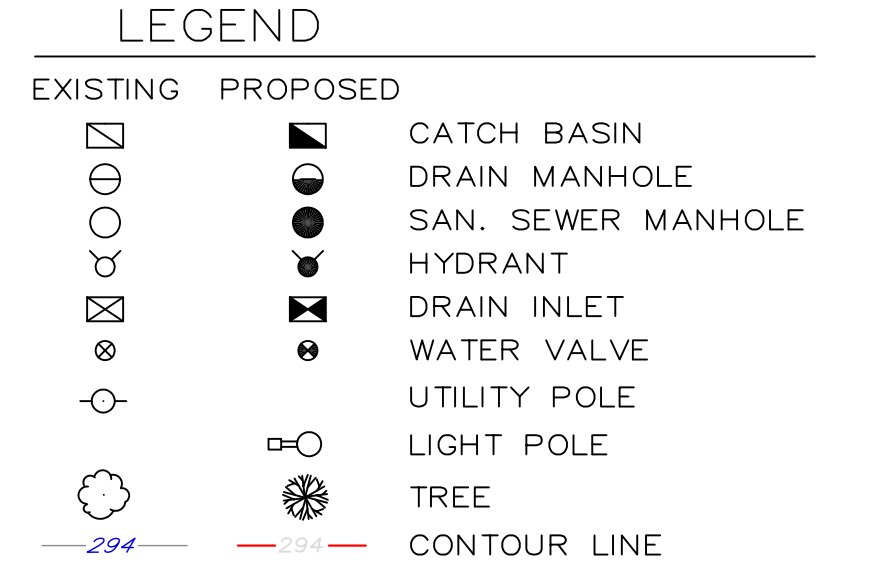 LEGEND
EXISTING PROPOSED
CATCH BASIN
DRAIN MANHOLE
SAN. SEWER MANHOLE
HYDRANT
DRAIN INLET
WATER VALVE
UTILITY POLE
LIGHT POLE
TREE
294 294 CONTOUR LINE